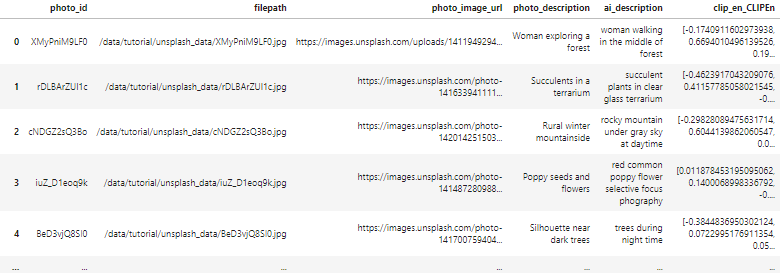 photo_id filepath photo_image_url photo_description ai_description clip_en_CLIPEn
0 XMyPniM9LF0 /data/tutorial/unsplash_data/XMyPniM9LF0.jpg https://images.unsplash.com/uploads/1411949294... Woman exploring a
forest
woman walking
in the middle of
forest
[-0.1740911602973938,
0.6694010496139526,
0.19...
1 rDLBArZUl1c /data/tutorial/unsplash_data/rDLBArZUl1c.jpg https://images.unsplash.com/photo-
141633941111...
Succulents in a
terrarium
succulent
plants in clear
glass terrarium
[-0.4623917043209076,
0.41157785058021545,
-0....
2 cNDGZ2sQ3Bo /data/tutorial/unsplash_data/cNDGZ2sQ3Bo.jpg https://images.unsplash.com/photo-
142014251503...
Rural winter
mountainside
rocky mountain
under gray sky
at daytime
[-0.29828089475631714,
0.6044139862060547,
0.0...
3 iuZ_D1eoq9k /data/tutorial/unsplash_data/iuZ_D1eoq9k.jpg https://images.unsplash.com/photo-
141487280988...
Poppy seeds and
flowers
red common
poppy flower
selective focus
phography
[0.01187845319509506​2,
0.1400068998336792,
-0....
4 BeD3vjQ8SI0 /data/tutorial/unsplash_data/BeD3vjQ8SI0.jpg https://images.unsplash.com/photo-
141700759404...
Silhouette near
dark trees
trees during
night time
[-0.3844836950302124,
0.0722995176911354,
0.05...
... ... ... ... ... ... ...